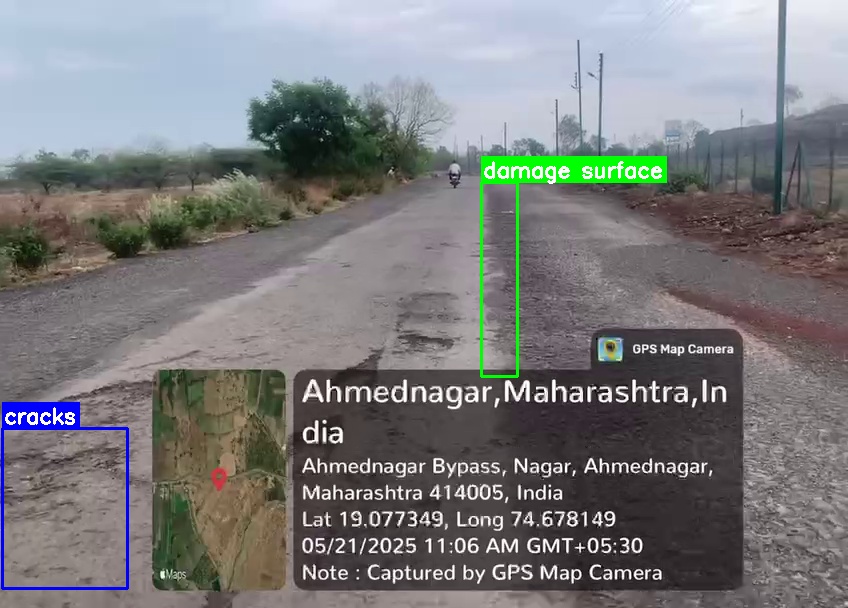 damage surface
GPS Map Camera
Ahmednagar,Maharashtra,In
dia
cracks
Ahmednagar Bypass, Nagar, Ahmednagar,
Maharashtra 414005, India
Lat 19.077349, Long 74.678149
05/21/2025 11:06 AM GMT+05:30
Note : Captured by GPS Map Camera
Maps